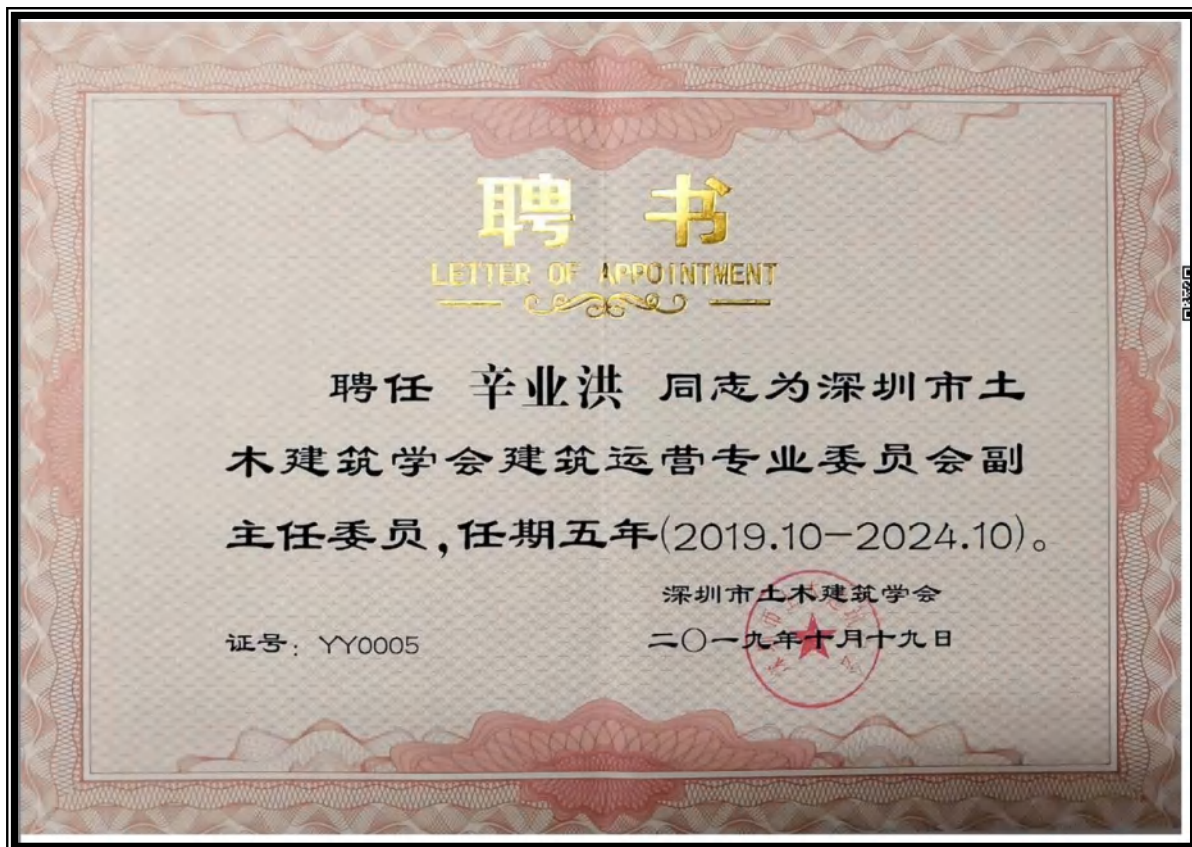 聘 书
LETTER OF APPOINTMENT
聘任 辛业洪 同志为深圳市土
木建筑学会建筑运营专业委员会副
主任委员,任期五年(2019.10-2024.10)。
深圳市土木建筑学会
证号: YY0005
二〇一九年十月十九日